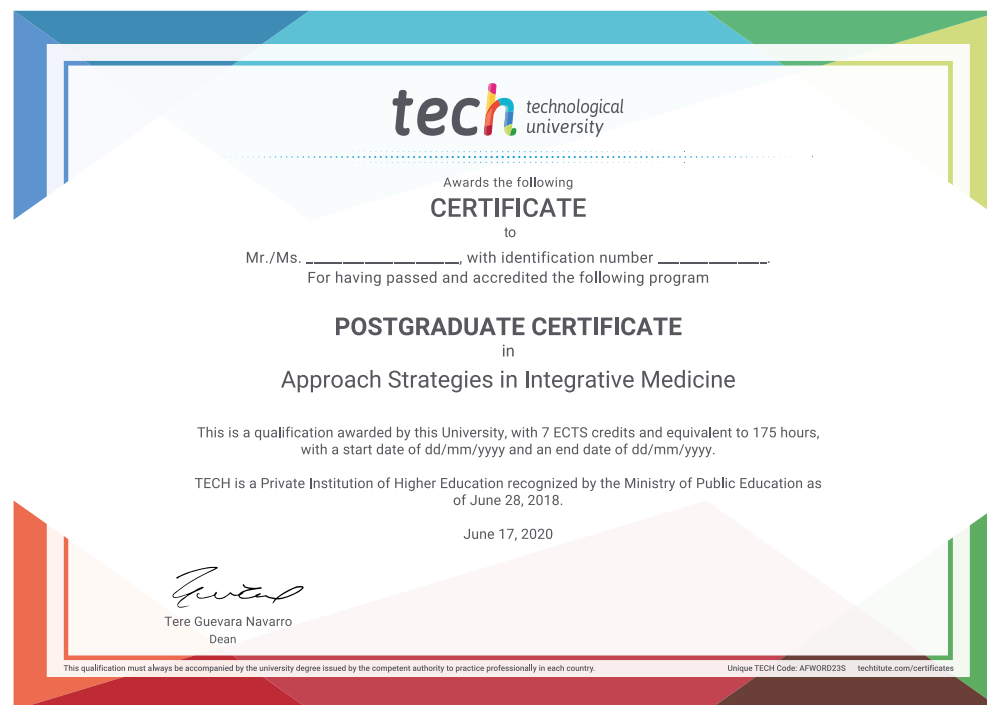 tech technological
university
Awards the following
CERTIFICATE
to
Mr./Ms. ____________________, with identification number ______________.
For having passed and accredited the following program
POSTGRADUATE CERTIFICATE
in
Approach Strategies in Integrative Medicine
This is a qualification awarded by this University, with 7 ECTS credits and equivalent to 175 hours,
with a start date of dd/mm/yyyy and an end date of dd/mm/yyyy.
TECH is a Private Institution of Higher Education recognized by the Ministry of Public Education as
of June 28, 2018.
June 17, 2020
Tere Guevara Navarro
Dean
This qualification must always be accompanied by the university degree issued by the competent authority to practice professionally in each country.
Unique TECH Code: AFWORD23S techtitute.com/certificates